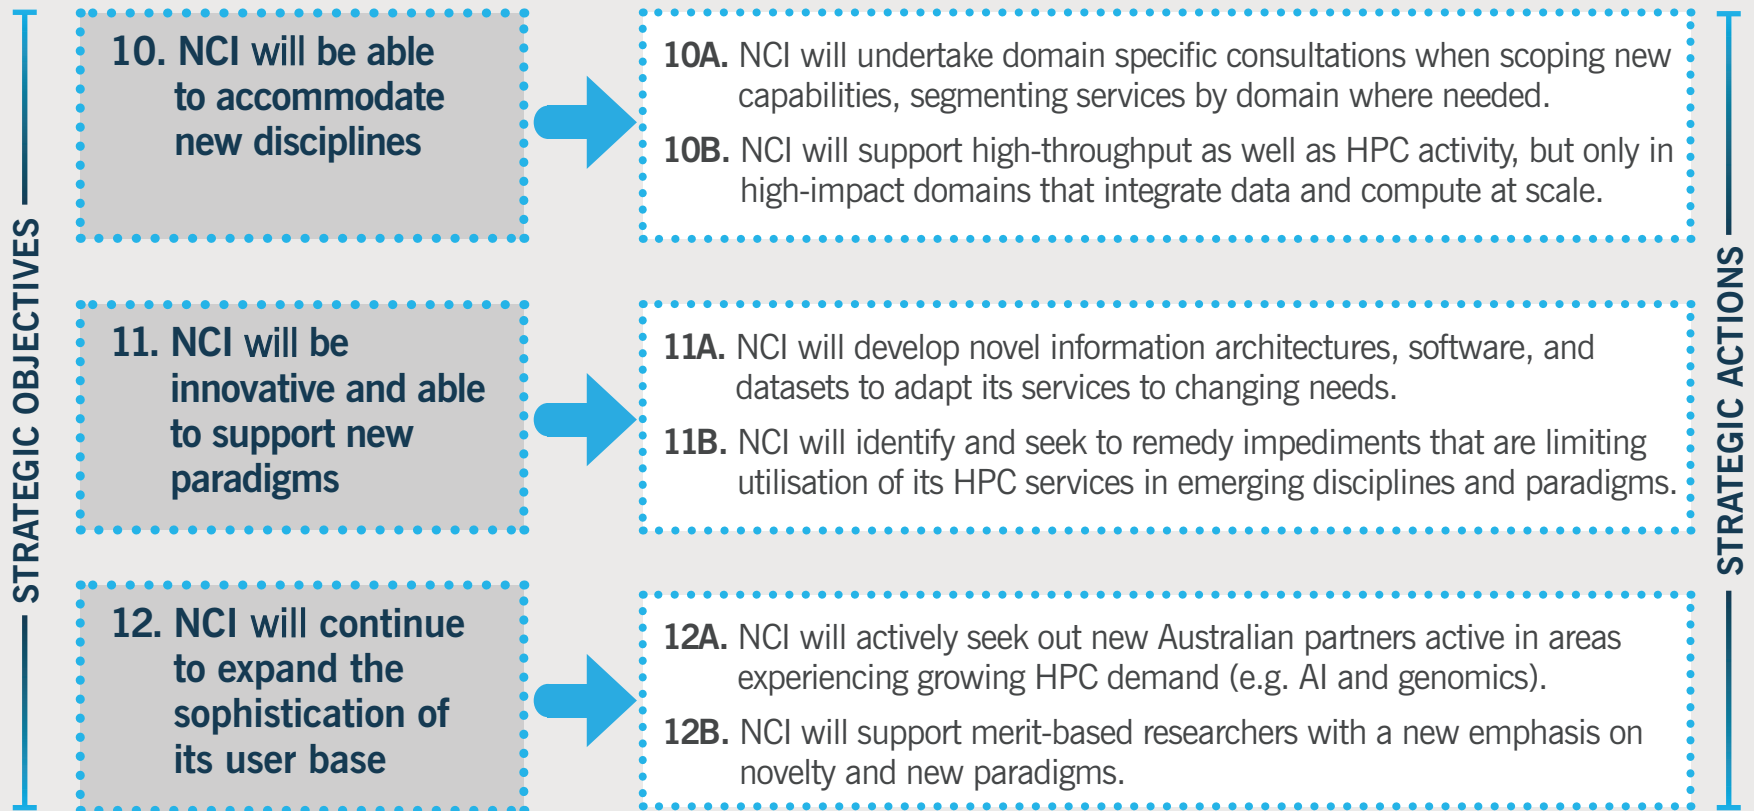 STRATEGIC OBJECTIVES
10. NCI will be able
to accommodate
new disciplines
10A. NCI will undertake domain specific consultations when scoping new
capabilities, segmenting services by domain where needed.
10B. NCI will support high-throughput as well as HPC activity, but only in
high-impact domains that integrate data and compute at scale.
11. NCI will be
innovative and able
to support new
paradigms
11A. NCI will develop novel information architectures, software, and
datasets to adapt its services to changing needs.
11B. NCI will identify and seek to remedy impediments that are limiting
utilisation of its HPC services in emerging disciplines and paradigms.
12. NCI will continue
to expand the
sophistication of
its user base
12A. NCI will actively seek out new Australian partners active in areas
experiencing growing HPC demand (e.g. AI and genomics).
12B. NCI will support merit-based researchers with a new emphasis on
novelty and new paradigms.
STRATEGIC ACTIONS